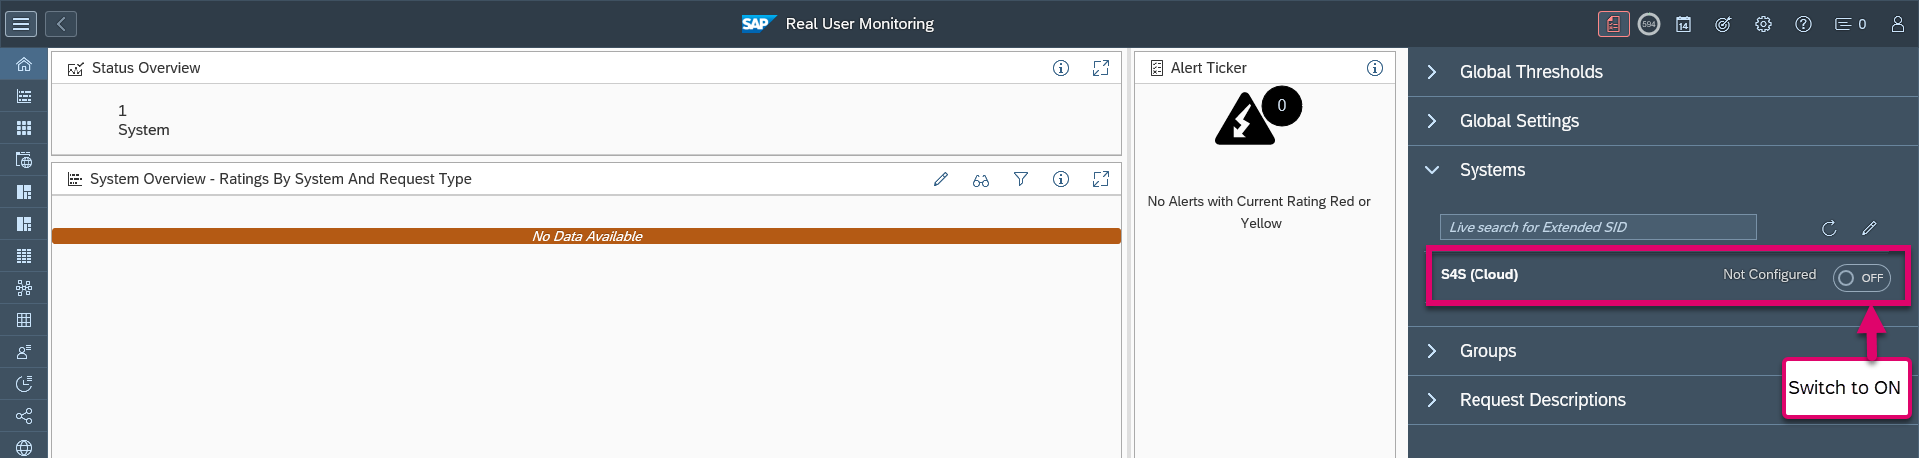 SAP Real User Monitoring
594
14
0
Status Overview
1
System
System Overview - Ratings By System And Request Type
No Data Available
Alert Ticker
0
No Alerts with Current Rating Red or
Yellow
Global Thresholds
Global Settings
Systems
Live search for Extended SID
S4S (Cloud) Not Configured OFF
Groups
Request Descriptions
Switch to ON